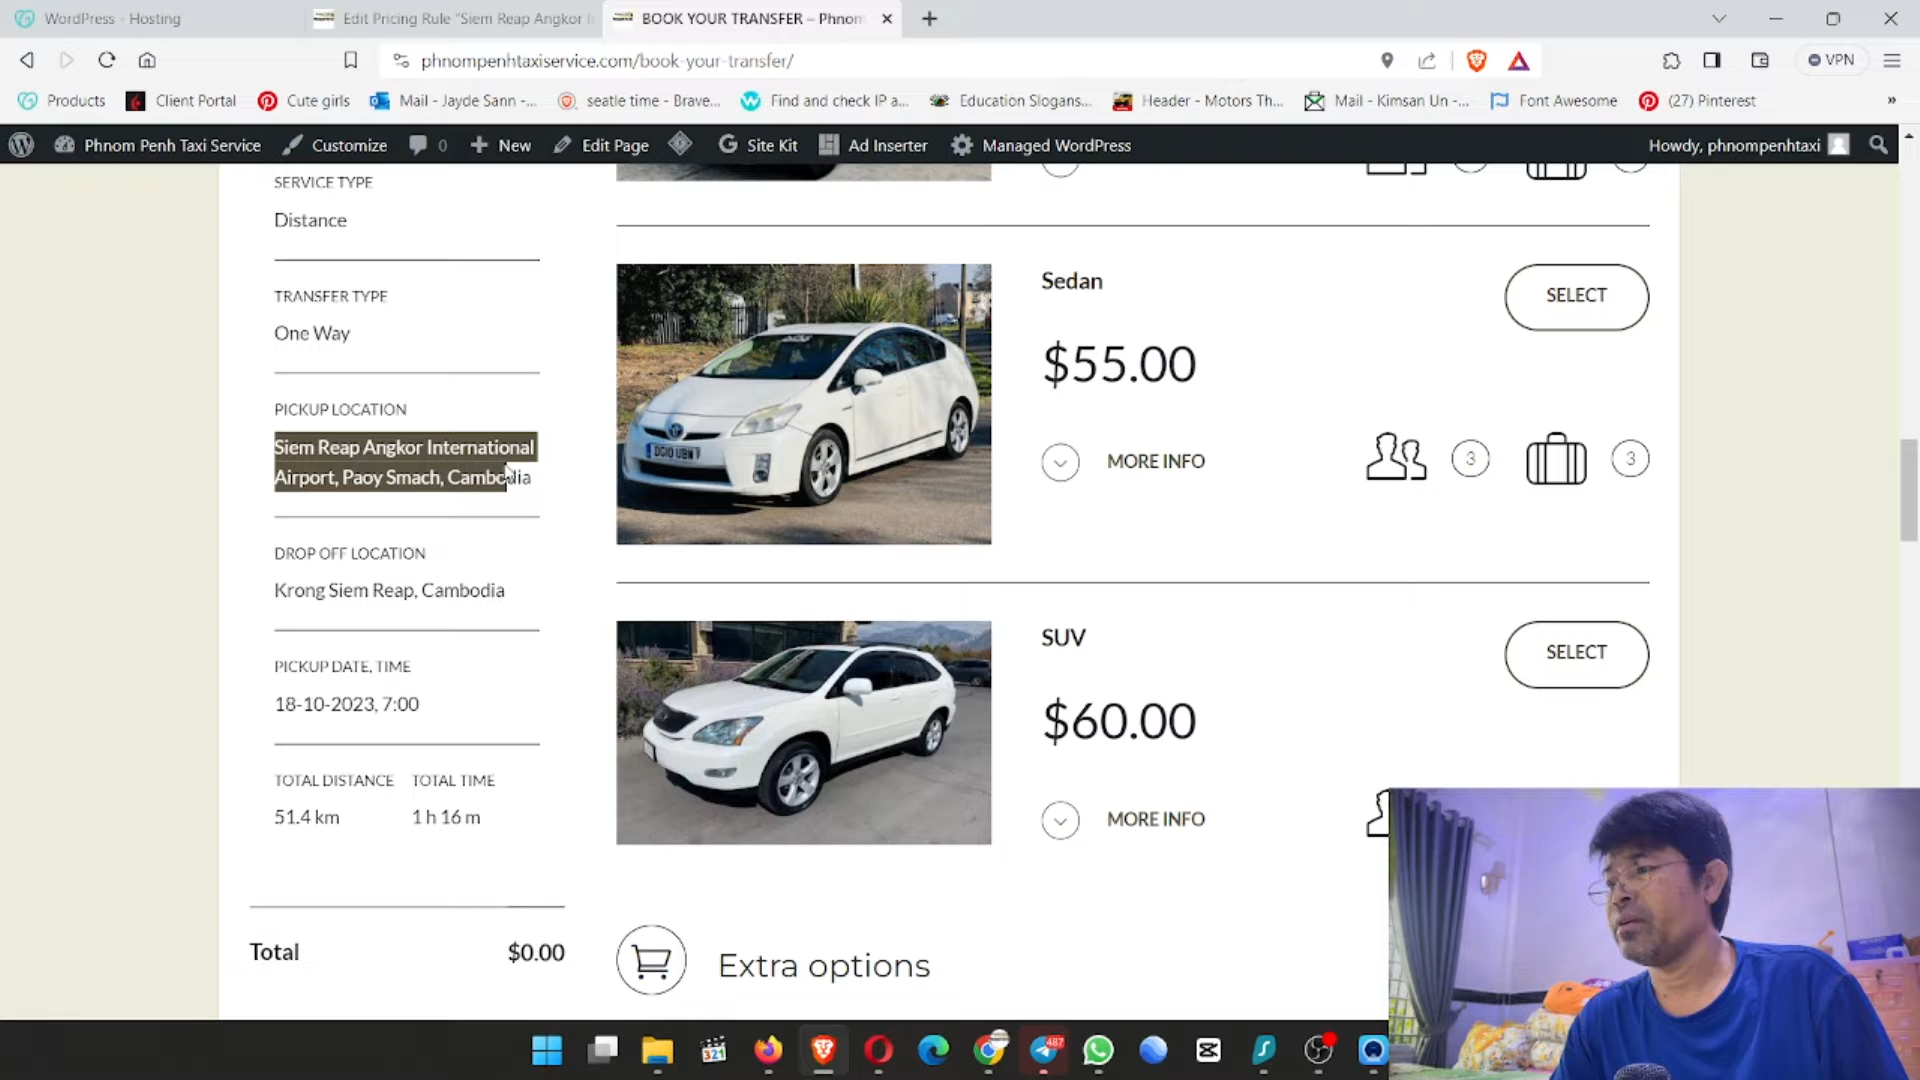 WordPress - Hosting
Edit Pricing Rule "Siem Reap Angkor I
BOOK YOUR TRANSFER – Phnom
phnompenhtaxiservice.com/book-your-transfer/
VPN
Products
Client Portal
Cute girls
Mail - Jayde Sann -...
seatle time - Brave...
Find and check IP a...
Education Slogans...
Header - Motors Th...
Mail - Kimsan Un -...
Font Awesome
(27) Pinterest
»
Phnom Penh Taxi Service
Customize
0
New
Edit Page
Site Kit
Ad Inserter
Managed WordPress
Howdy, phnompenhtaxi
SERVICE TYPE
Distance
TRANSFER TYPE
One Way
PICKUP LOCATION
Siem Reap Angkor International
Airport, Paoy Smach, Cambodia
DROP OFF LOCATION
Krong Siem Reap, Cambodia
PICKUP DATE, TIME
18-10-2023, 7:00
TOTAL DISTANCE TOTAL TIME
51.4 km 1 h 16 m
Total $0.00
Sedan
SELECT
$55.00
DG10 UBW
MORE INFO
3
3
SUV
SELECT
$60.00
MORE INFO
Extra options
321
487